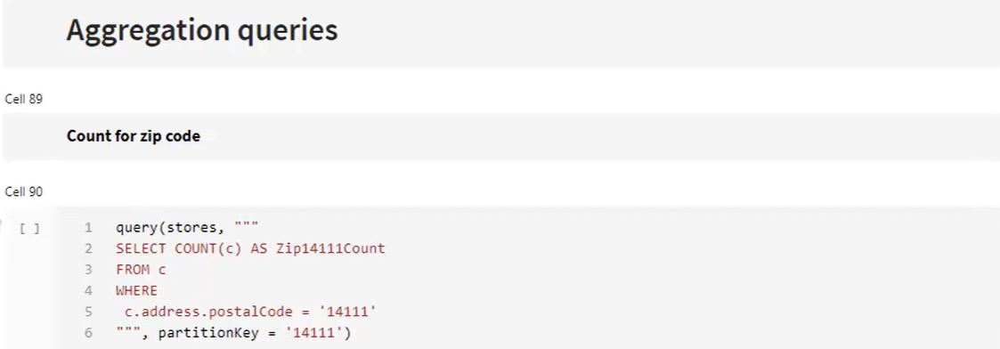 Aggregation queries
Cell 89
Count for zip code
Cell 90
[ ]
1 query(stores, """
2 SELECT COUNT(c) AS Zip14111Count
3 FROM c
4 WHERE
5 c.address.postalCode = '14111'
6 """, partitionKey = '14111')